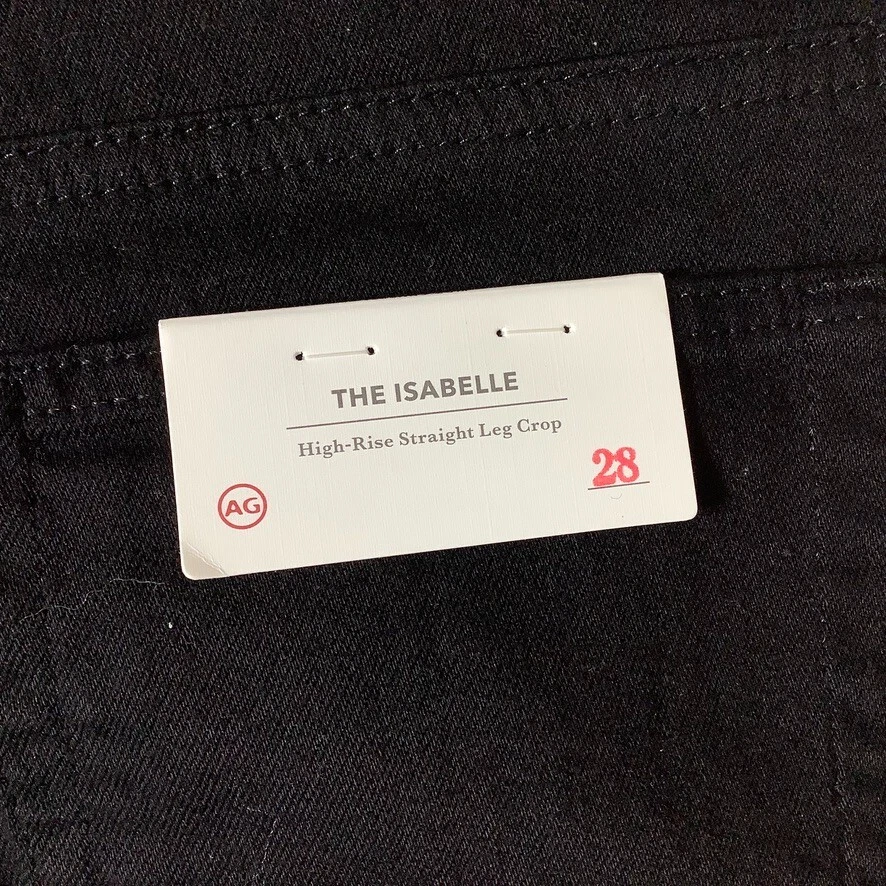 THE ISABELLE
High-Rise Straight Leg Crop
28
AG